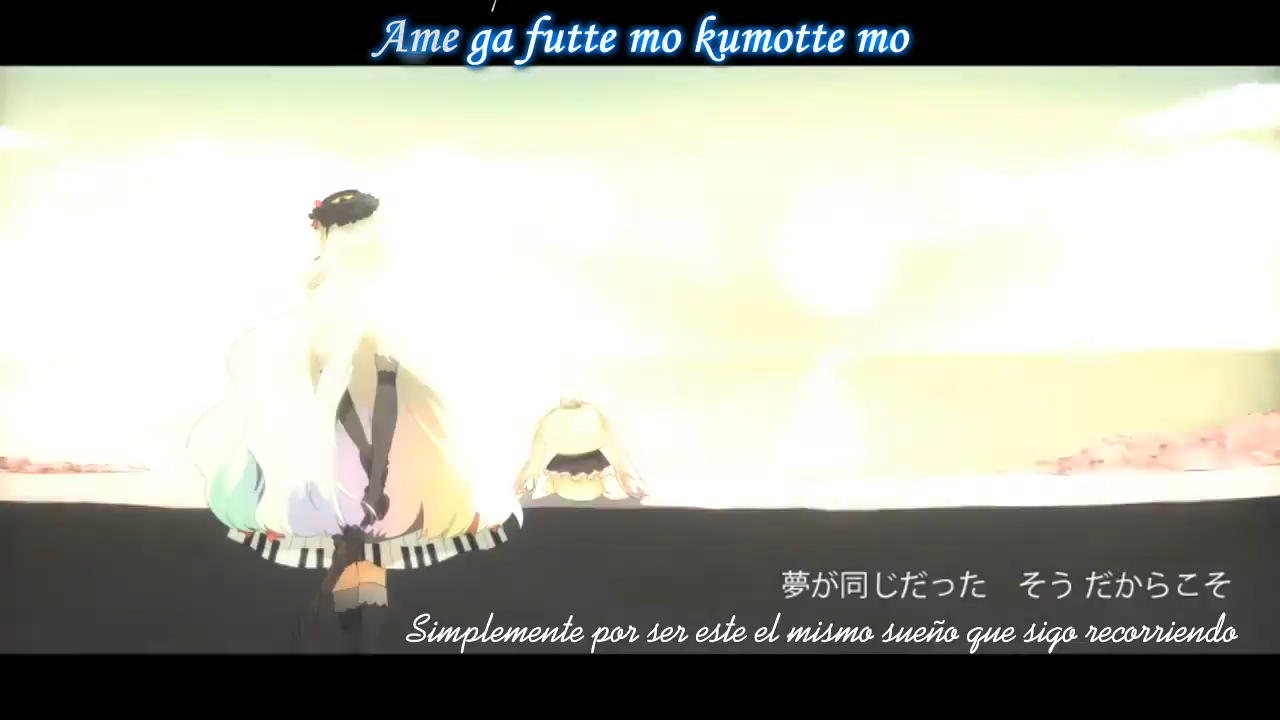 Ame ga futte mo kumotte mo
夢が同じだった　そう だからこそ
Simplemente por ser este el mismo sueño que sigo recorriendo